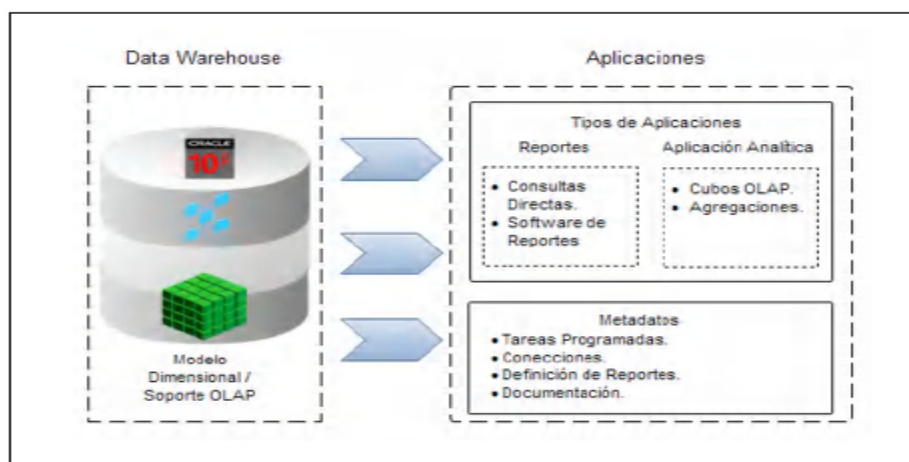 Data Warehouse
ORACLE
10g
Modelo
Dimensional /
Soporte OLAP
Aplicaciones
Tipos de Aplicaciones
Reportes
• Consultas
Directas.
• Software de
Reportes
Aplicación Analítica
• Cubos OLAP.
• Agregaciones.
Metadatos
• Tareas Programadas.
• Conecciones.
• Definición de Reportes.
• Documentación.